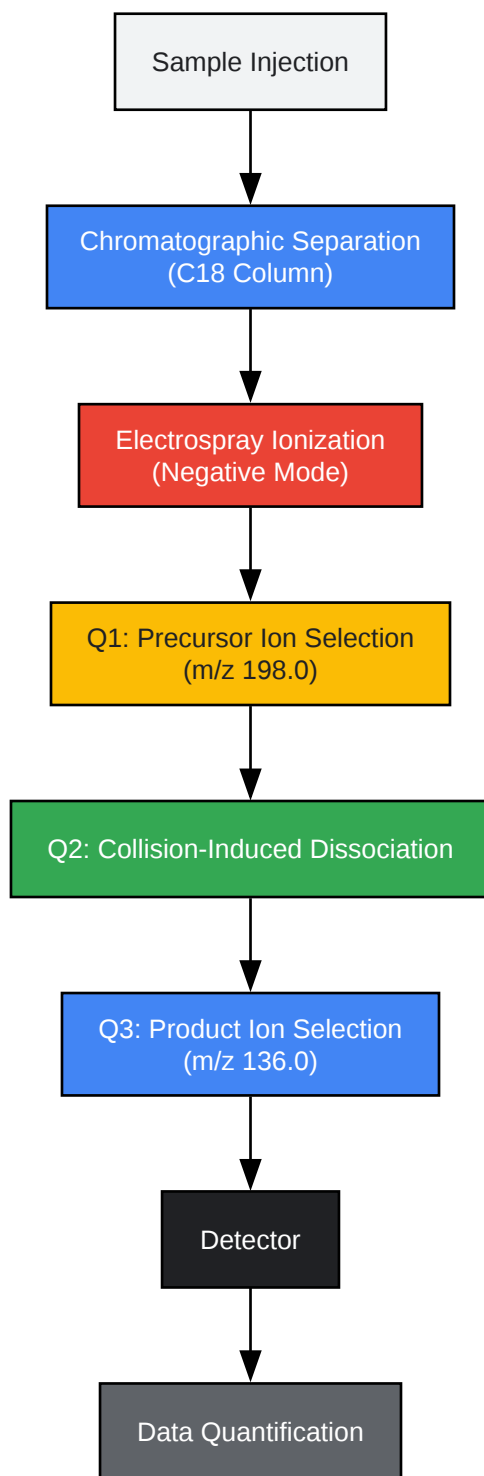 Sample Injection
Chromatographic Separation
(C18 Column)
Electrospray Ionization
(Negative Mode)
Q1: Precursor Ion Selection
(m/z 198.0)
Q2: Collision-Induced Dissociation
Q3: Product Ion Selection
(m/z 136.0)
Detector
Data Quantification